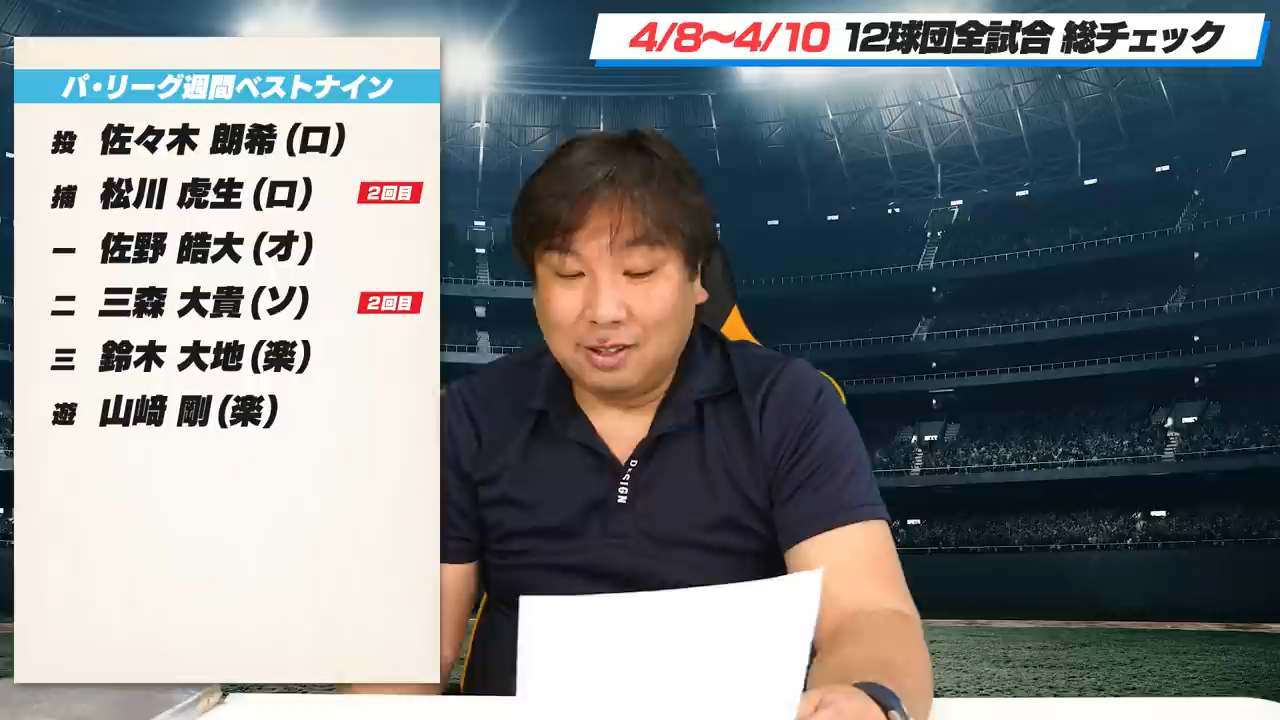 4/8〜4/10 12球団全試合 総チェック
パ・リーグ週間ベストナイン
投 佐々木 朗希(ロ)
捕 松川 虎生(ロ) 2回目
一 佐野 皓大(オ)
二 三森 大貴(ソ) 2回目
三 鈴木 大地(楽)
遊 山﨑 剛(楽)
DESIGN